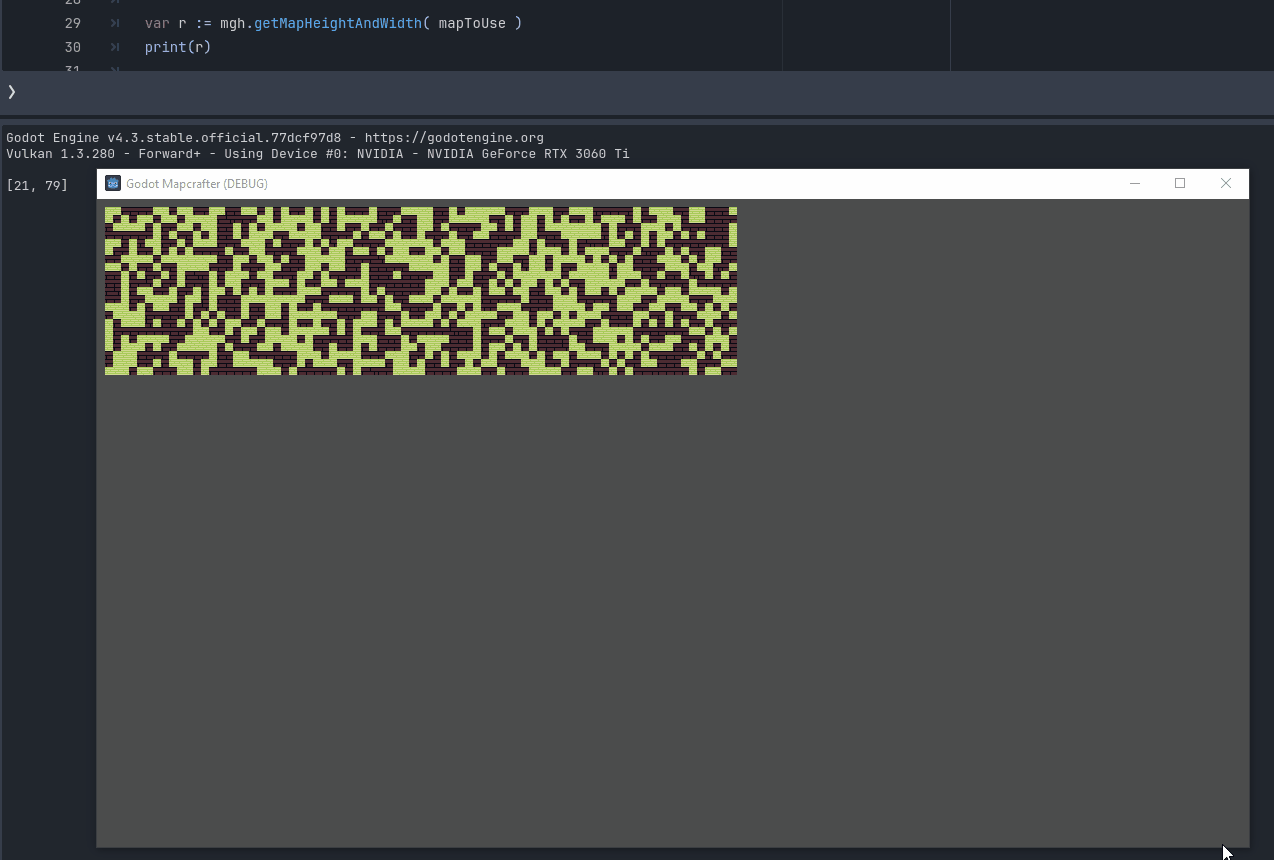 28
29 var r := mgh.getMapHeightAndWidth( mapToUse )
30 print(r)
31
❯
Godot Engine v4.3.stable.official.77dcf97d8 - https://godotengine.org
Vulkan 1.3.280 - Forward+ - Using Device #0: NVIDIA - NVIDIA GeForce RTX 3060 Ti
[21, 79]
Godot Mapcrafter (DEBUG)